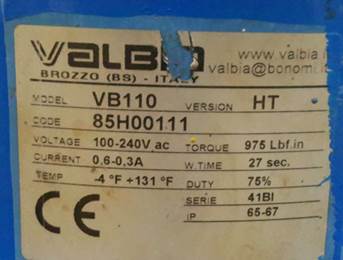 VALBIA www.valbia.
BROZZO (BS) - ITALY valbia@bonomi.
MODEL VB110 VERSION HT
CODE 85H00111
VOLTAGE 100-240V ac TORQUE 975 Lbf.in
CURRENT 0,6-0,3A W.TIME 27 sec.
TEMP -4 °F +131 °F DUTY 75%
SERIE 41BI
CE IP 65-67